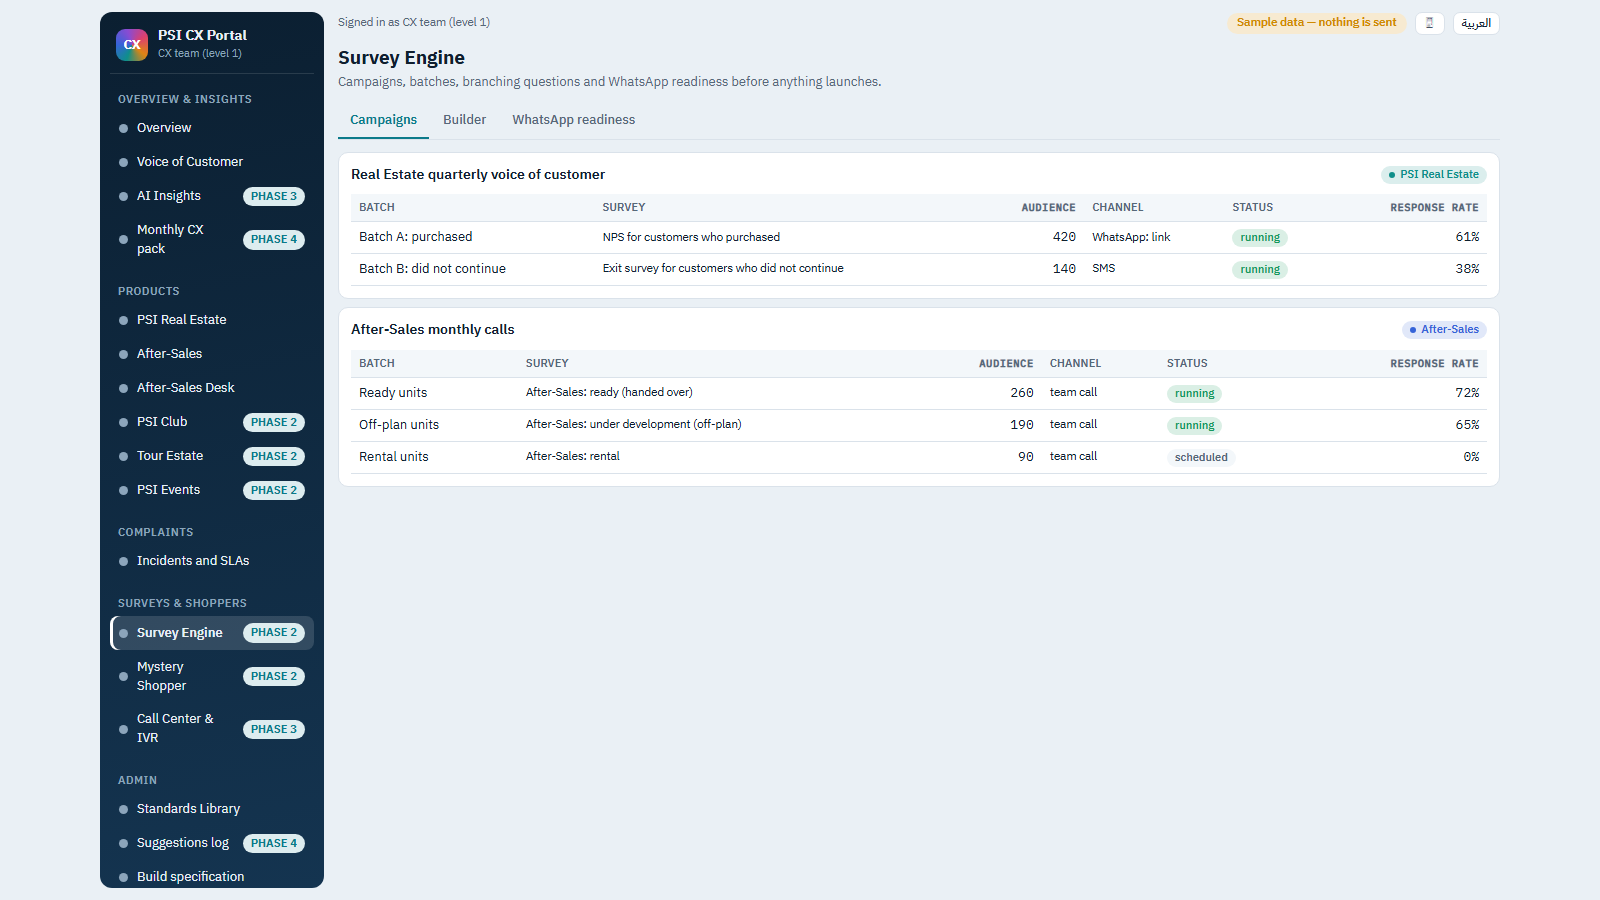 CX
PSI CX Portal
CX team (level 1)
OVERVIEW & INSIGHTS
Overview
Voice of Customer
AI Insights PHASE 3
Monthly CX pack PHASE 4
PRODUCTS
PSI Real Estate
After-Sales
After-Sales Desk
PSI Club PHASE 2
Tour Estate PHASE 2
PSI Events PHASE 2
COMPLAINTS
Incidents and SLAs
SURVEYS & SHOPPERS
Survey Engine PHASE 2
Mystery Shopper PHASE 2
Call Center & IVR PHASE 3
ADMIN
Standards Library
Suggestions log PHASE 4
Build specification
Signed in as CX team (level 1)
Sample data — nothing is sent
العربية
Survey Engine
Campaigns, batches, branching questions and WhatsApp readiness before anything launches.
Campaigns Builder WhatsApp readiness
Real Estate quarterly voice of customer PSI Real Estate
BATCH SURVEY AUDIENCE CHANNEL STATUS RESPONSE RATE
Batch A: purchased NPS for customers who purchased 420 WhatsApp: link running 61%
Batch B: did not continue Exit survey for customers who did not continue 140 SMS running 38%
After-Sales monthly calls After-Sales
BATCH SURVEY AUDIENCE CHANNEL STATUS RESPONSE RATE
Ready units After-Sales: ready (handed over) 260 team call running 72%
Off-plan units After-Sales: under development (off-plan) 190 team call running 65%
Rental units After-Sales: rental 90 team call scheduled 0%